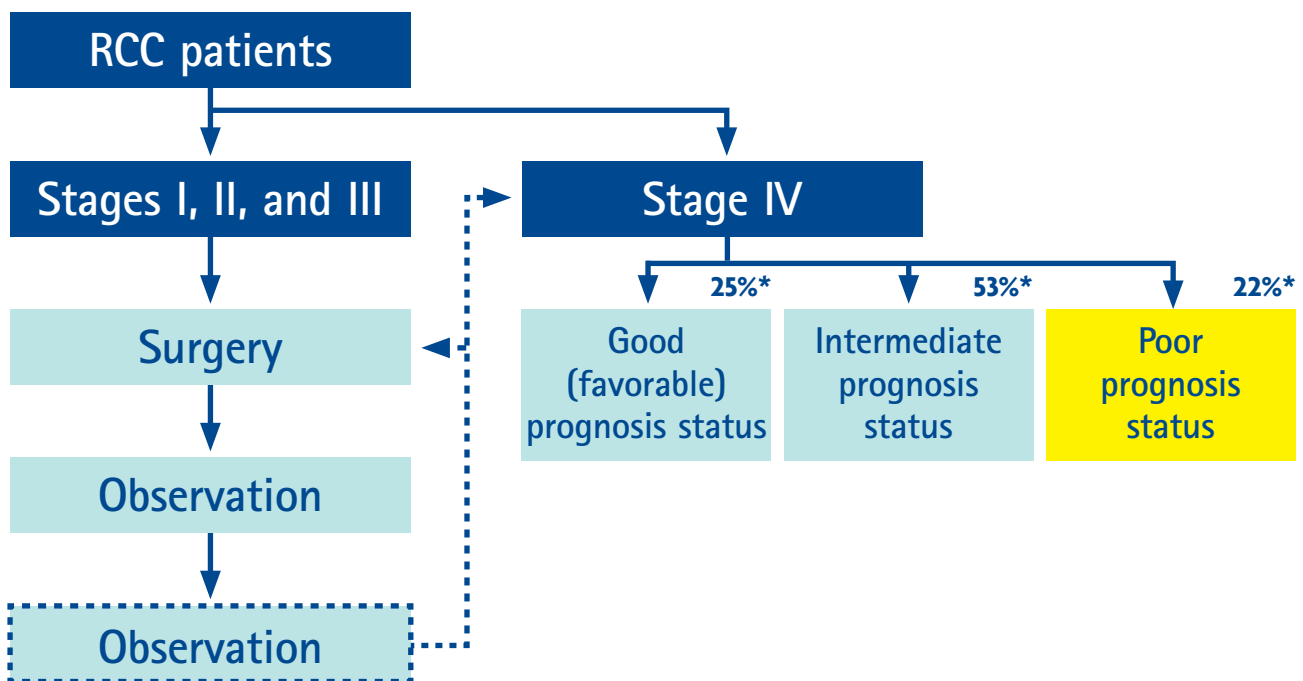 RCC patients
Stages I, II, and III
Stage IV
25%*
53%*
22%*
Surgery
Good
(favorable)
prognosis status
Intermediate
prognosis
status
Poor
prognosis
status
Observation
Observation